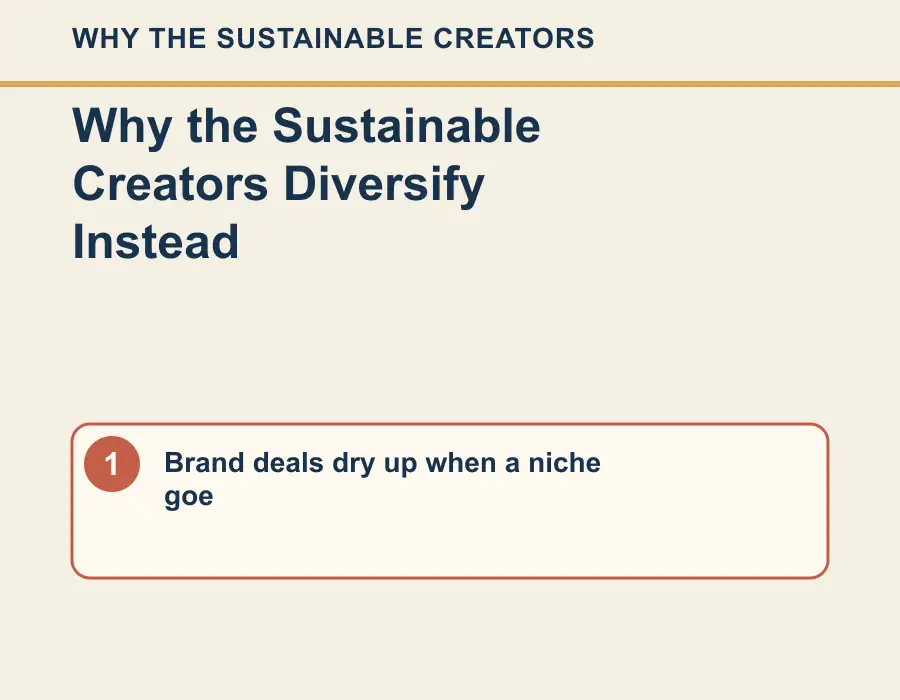 WHY THE SUSTAINABLE CREATORS
Why the Sustainable
Creators Diversify
Instead
1
Brand deals dry up when a niche
goe